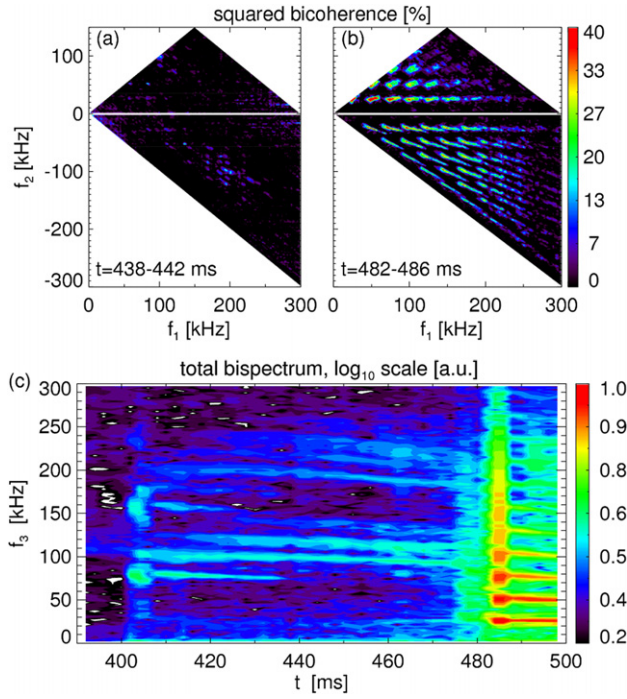 squared bicoherence [%]
(a)
(b)
f2 [kHz]
100
0
-100
-200
-300
t=438-442 ms
t=482-486 ms
0 100 200 300
0 100 200 300
f1 [kHz]
f1 [kHz]
40
33
27
20
13
7
0
(c)
total bispectrum, log10 scale [a.u.]
f3 [kHz]
300
250
200
150
100
50
0
400 420 440 460 480 500
t [ms]
1.0
0.9
0.8
0.7
0.6
0.5
0.4
0.2